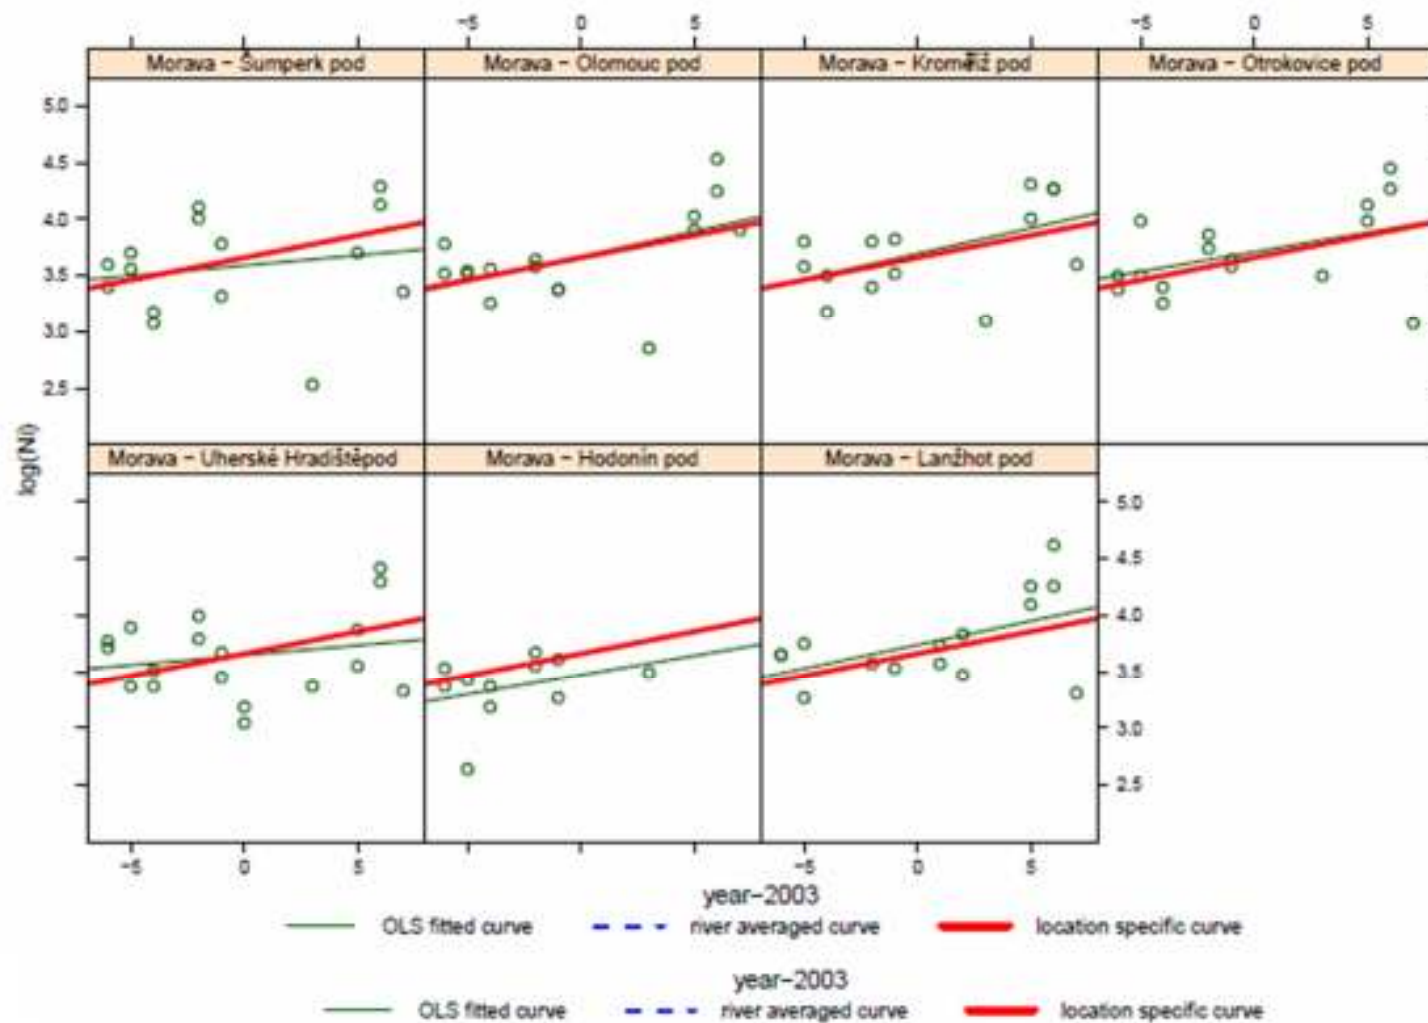 -5 0 5 -5 0 5
Morava - Šumperk pod Morava - Olomouc pod Morava - Kroměříž pod Morava - Otrokovice pod
5.0
4.5
4.0
3.5
3.0
2.5
log(Ni)
Morava - Uherské Hradištěpod Morava - Hodonín pod Morava - Lanžhot pod
5.0
4.5
4.0
3.5
3.0
2.5
-5 0 5 -5 0 5
year-2003
OLS fitted curve river averaged curve location specific curve
year-2003
OLS fitted curve river averaged curve location specific curve